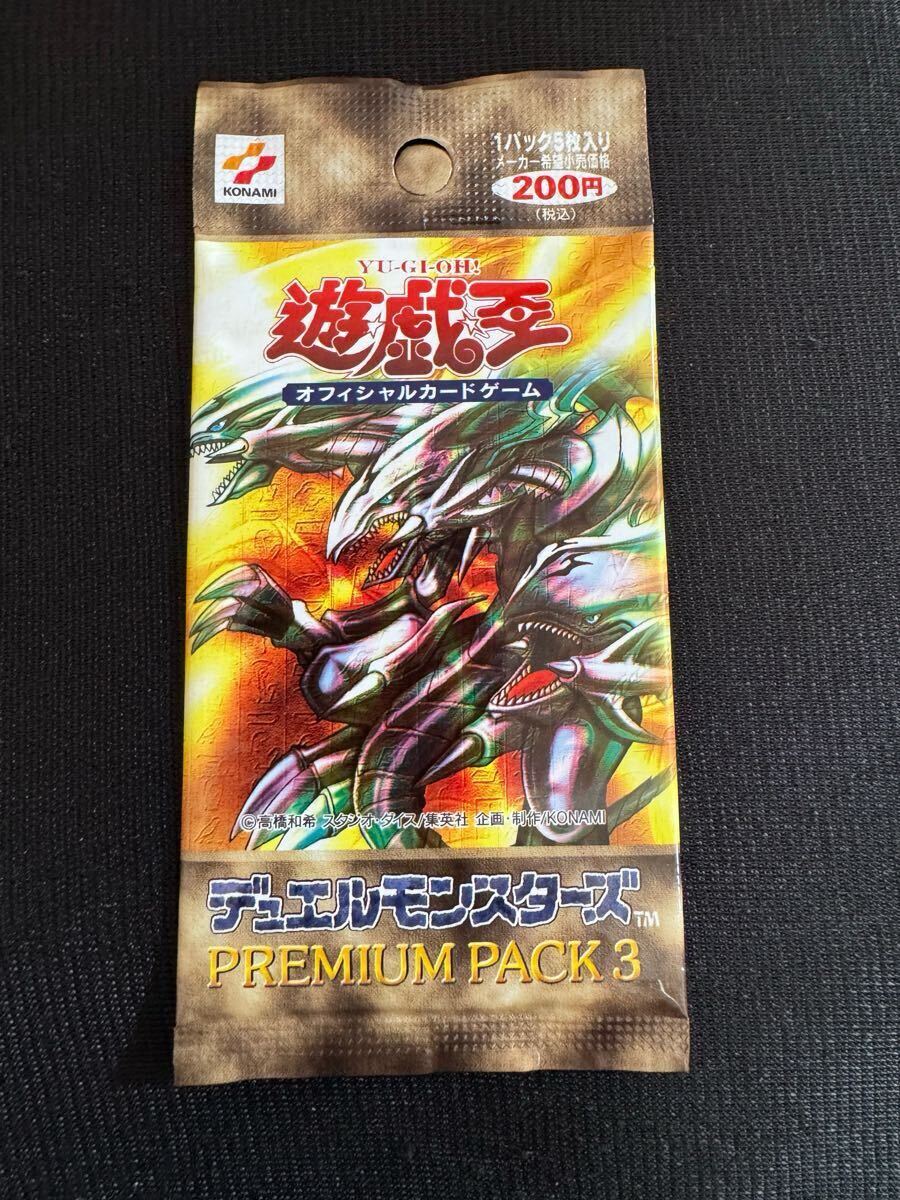 KONAMI
1パック5枚入り
メーカー希望小売価格
200円
(税込)
YU-GI-OH!
遊☆戯☆王
オフィシャルカードゲーム
©高橋和希 スタジオ・ダイス/集英社 企画・制作/KONAMI
デュエルモンスターズ™
PREMIUM PACK 3